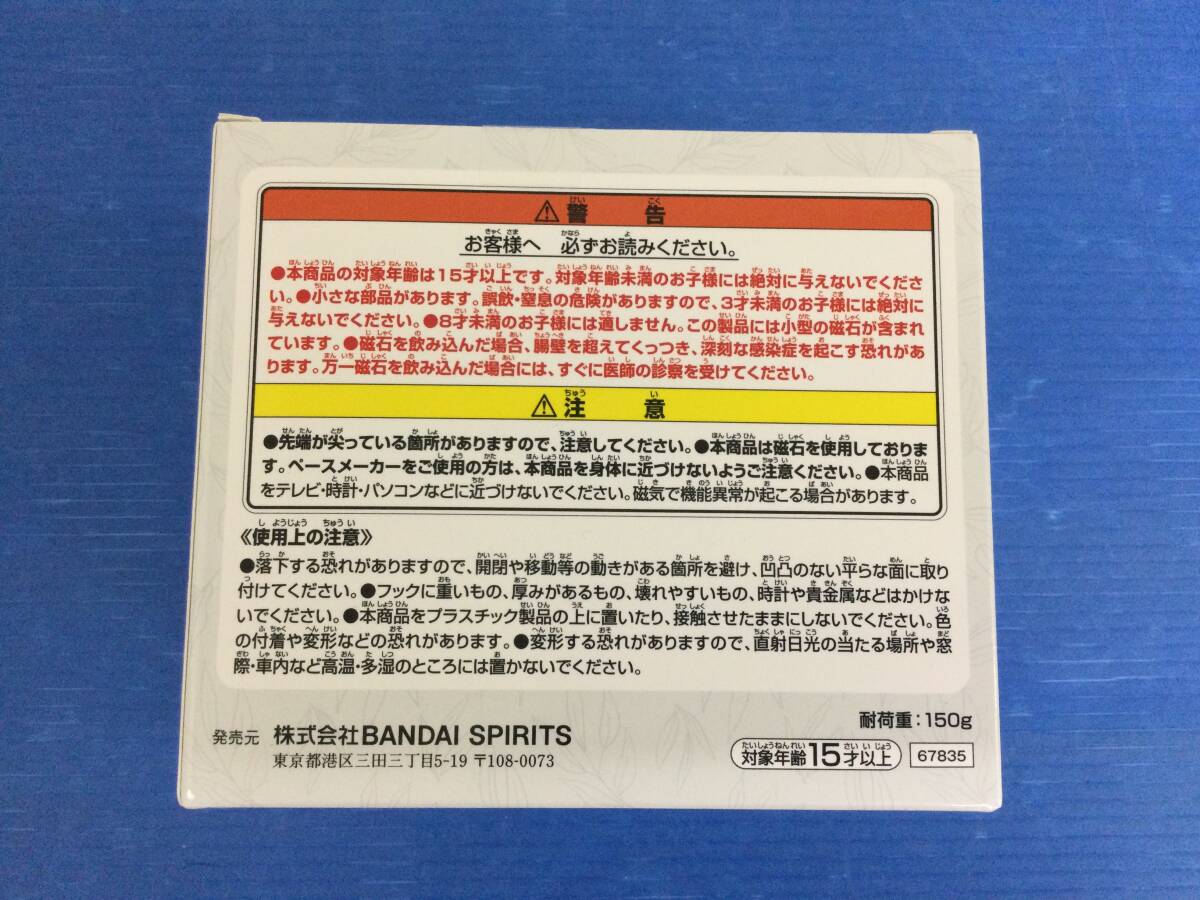 ⚠警 告
お客様へ 必ずお読みください。
●本商品の対象年齢は15才以上です。対象年齢未満のお子様には絶対に与えないでくださ
い。●小さな部品があります。誤飲・窒息の危険がありますので、3才未満のお子様には絶対に
与えないでください。●8才未満のお子様には適しません。この製品には小型の磁石が含まれ
ています。●磁石を飲み込んだ場合、腸壁を超えてくっつき、深刻な感染症を起こす恐れがあ
ります。万一磁石を飲み込んだ場合には、すぐに医師の診察を受けてください。
⚠注 意
●先端が尖っている箇所がありますので、注意してください。●本商品は磁石を使用しておりま
す。ペースメーカーをご使用の方は、本商品を身体に近づけないようご注意ください。●本商品
をテレビ・時計・パソコンなどに近づけないでください。磁気で機能異常が起こる場合があります。
《使用上の注意》
●落下する恐れがありますので、開閉や移動等の動きがある箇所を避け、凹凸のない平らな面に取り
付けてください。●フックに重いもの、厚みがあるもの、壊れやすいもの、時計や貴金属などはかけな
いでください。●本商品をプラスチック製品の上に置いたり、接触させたままにしないでください。色
の付着や変形などの恐れがあります。●変形する恐れがありますので、直射日光の当たる場所や窓
際・車内など高温・多湿のところには置かないでください。
耐荷重：150g
発売元 株式会社BANDAI SPIRITS
東京都港区三田三丁目5-19 〒108-0073
対象年齢15才以上 67835